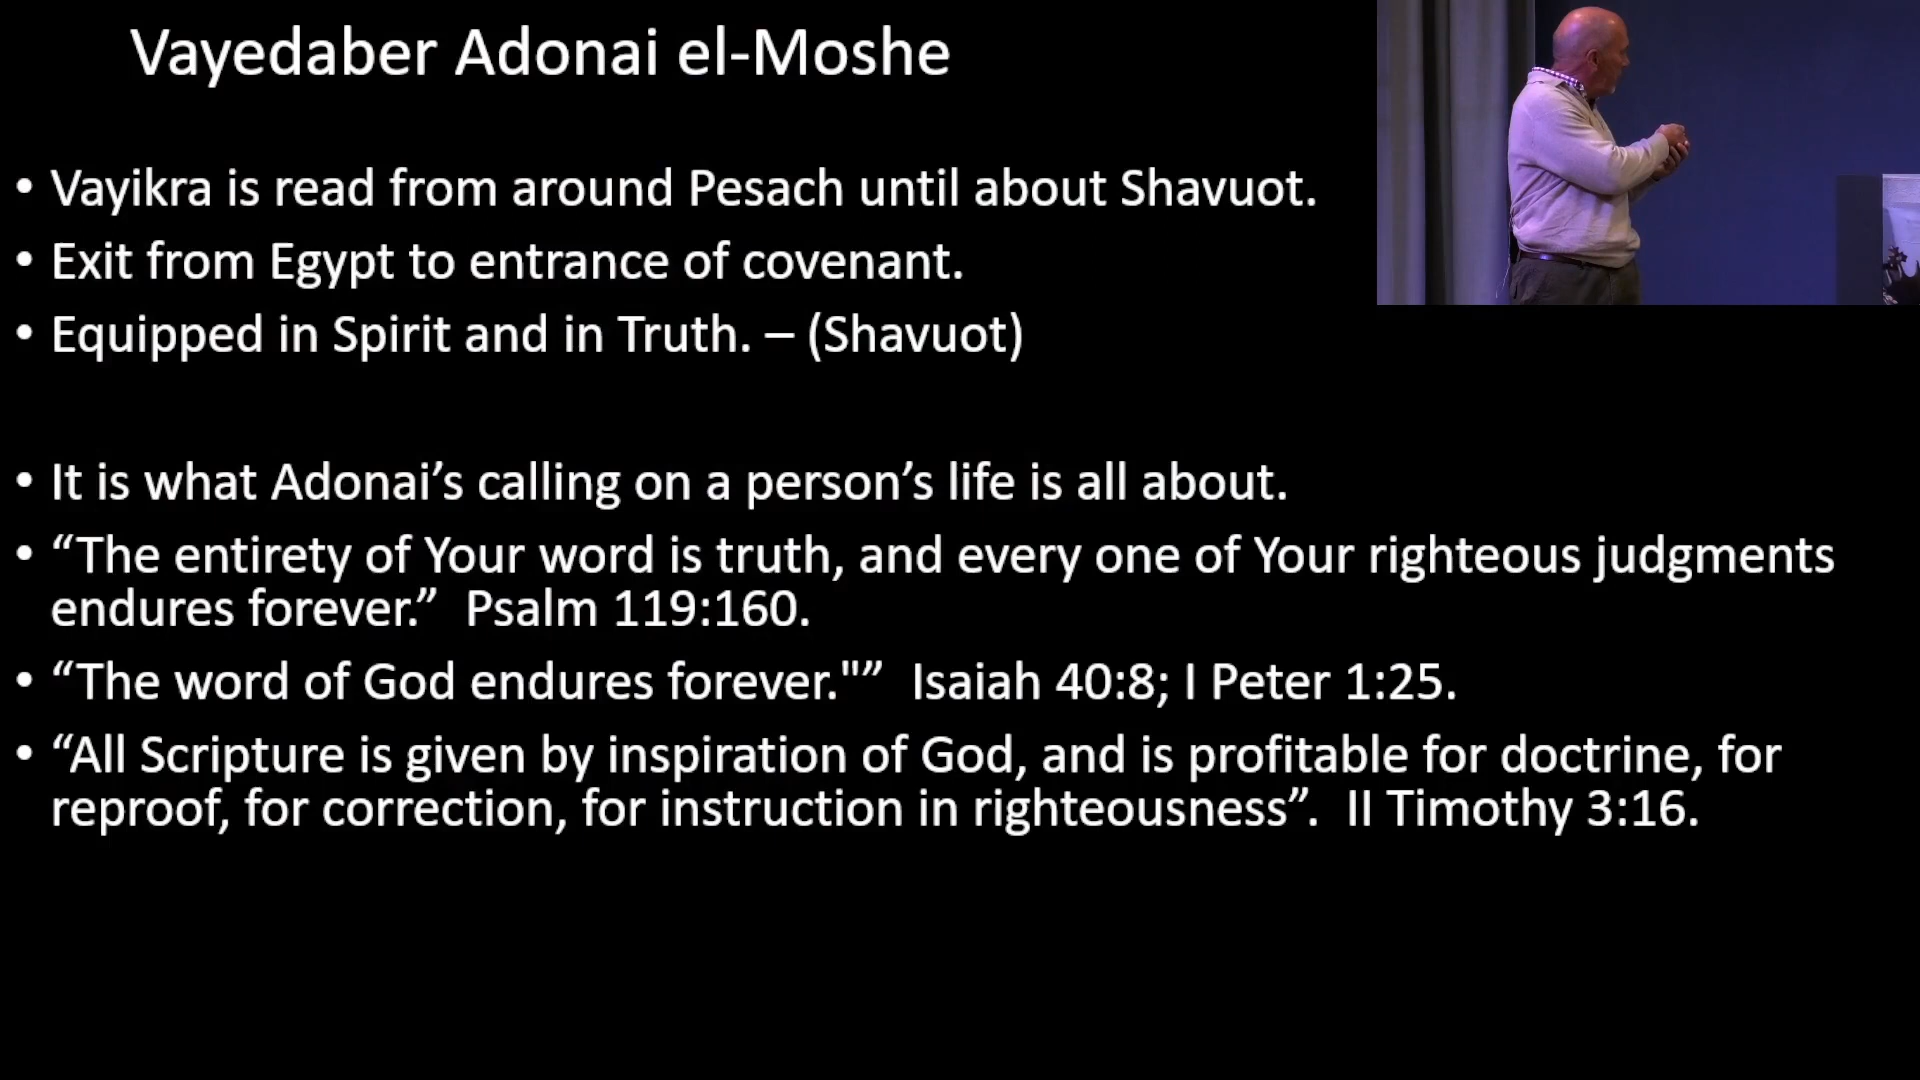 Vayedaber Adonai el-Moshe
• Vayikra is read from around Pesach until about Shavuot.
• Exit from Egypt to entrance of covenant.
• Equipped in Spirit and in Truth. – (Shavuot)
• It is what Adonai’s calling on a person’s life is all about.
• “The entirety of Your word is truth, and every one of Your righteous judgments
endures forever.”  Psalm 119:160.
• “The word of God endures forever."”  Isaiah 40:8; I Peter 1:25.
• “All Scripture is given by inspiration of God, and is profitable for doctrine, for
reproof, for correction, for instruction in righteousness”.  II Timothy 3:16.